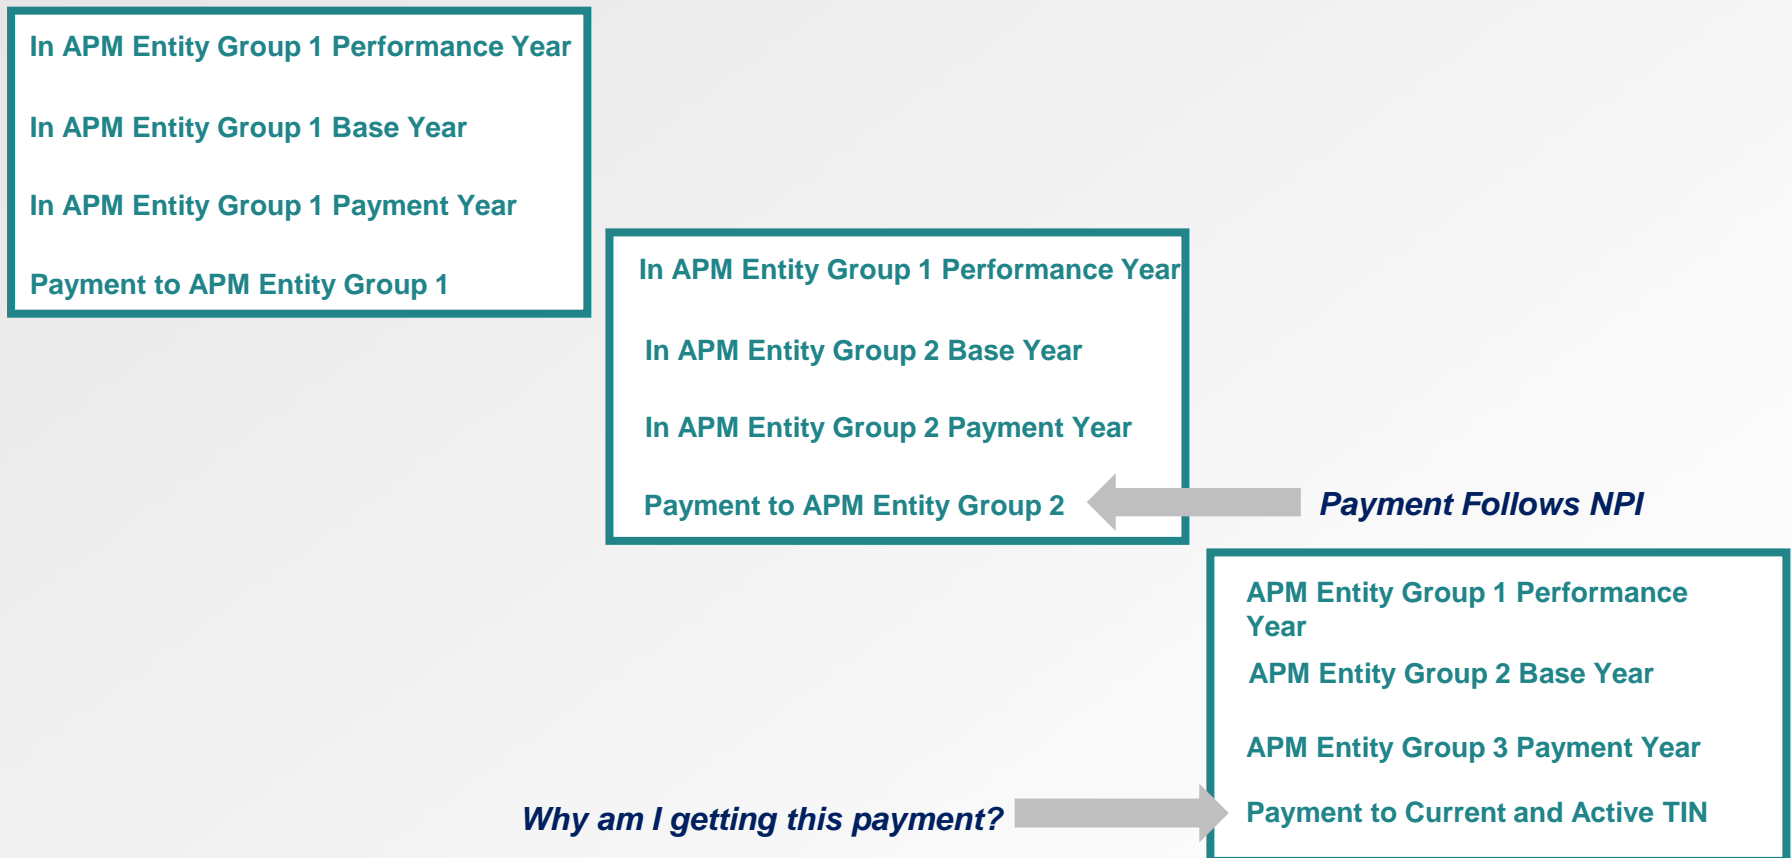 In APM Entity Group 1 Performance Year
In APM Entity Group 1 Base Year
In APM Entity Group 1 Payment Year
Payment to APM Entity Group 1
In APM Entity Group 1 Performance Year
In APM Entity Group 2 Base Year
In APM Entity Group 2 Payment Year
Payment to APM Entity Group 2
Payment Follows NPI
APM Entity Group 1 Performance
Year
APM Entity Group 2 Base Year
APM Entity Group 3 Payment Year
Why am I getting this payment?
Payment to Current and Active TIN